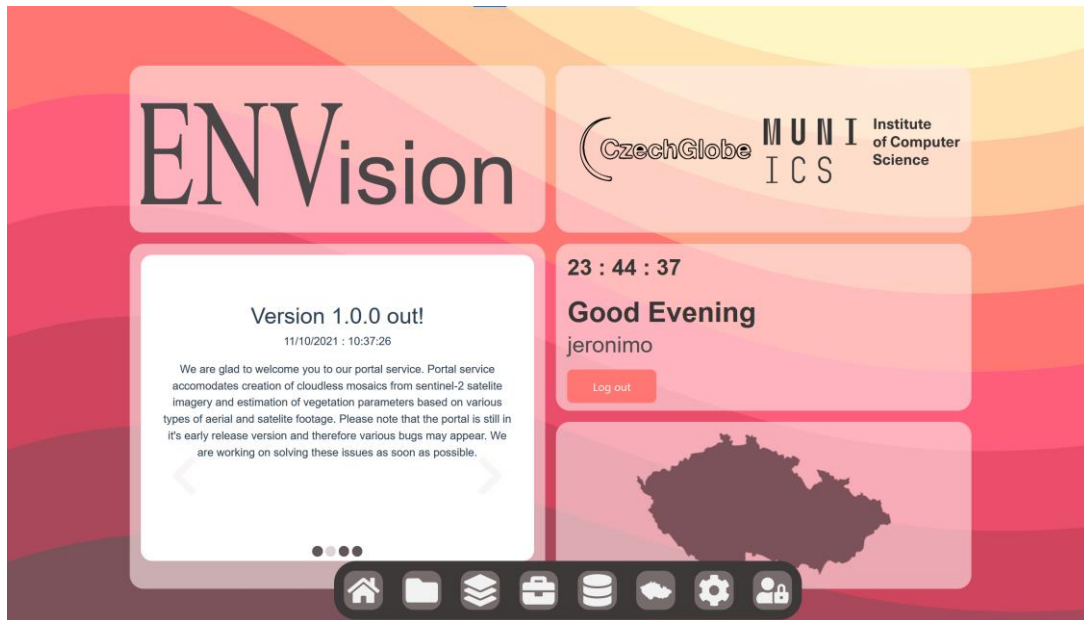 ENVision
CzechGlobe
MUNI
ICS
Institute
of Computer
Science
Version 1.0.0 out!
11/10/2021 : 10:37:26
We are glad to welcome you to our portal service. Portal service
accomodates creation of cloudless mosaics from sentinel-2 satelite
imagery and estimation of vegetation parameters based on various
types of aerial and satelite footage. Please note that the portal is still in
it's early release version and therefore various bugs may appear. We
are working on solving these issues as soon as possible.
23 : 44 : 37
Good Evening
jeronimo
Log out